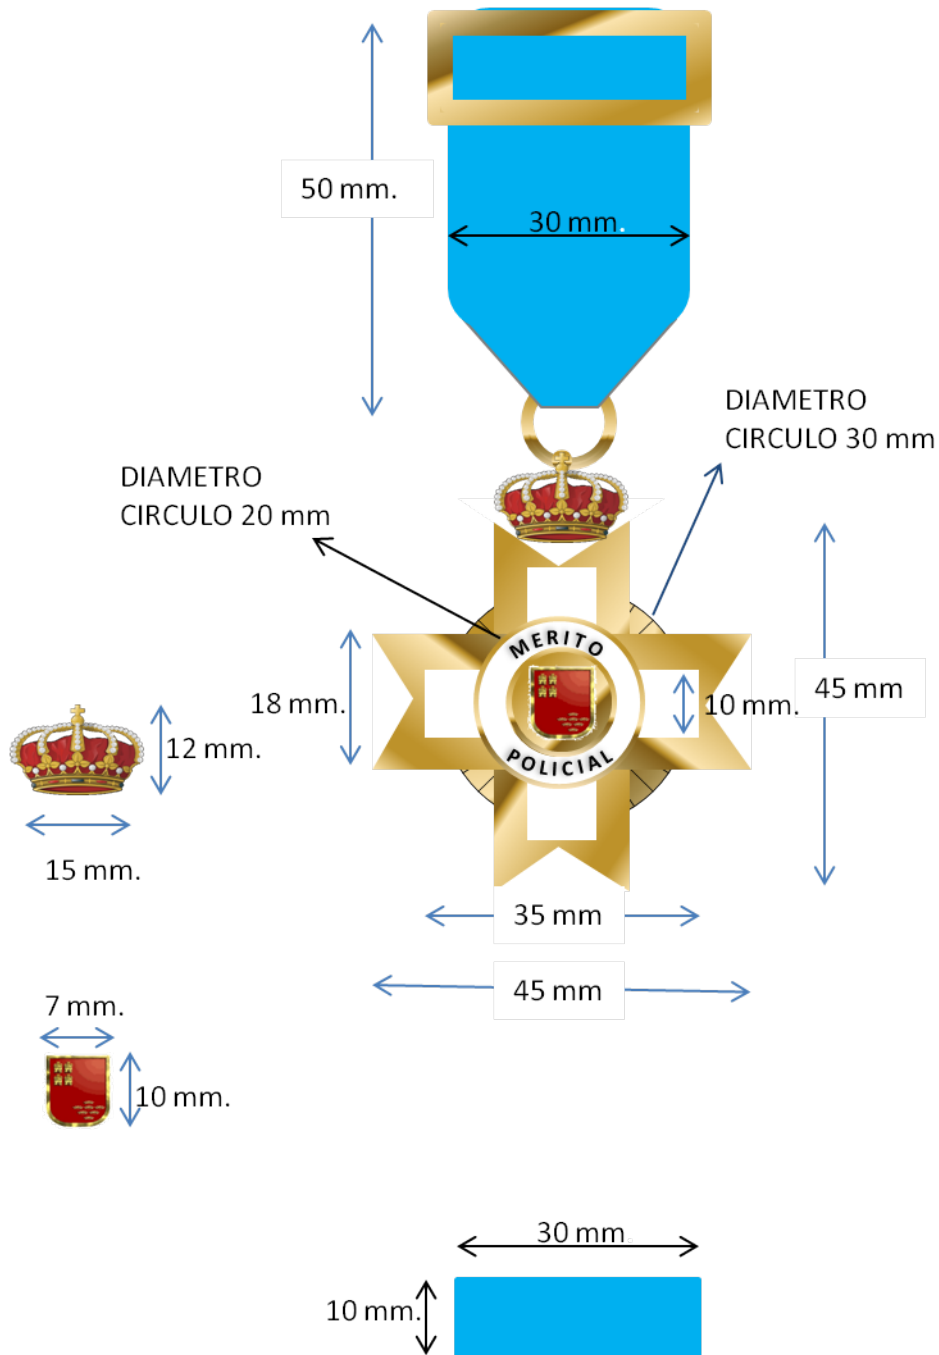 50 mm.
30 mm.
DIAMETRO
CIRCULO 30 mm
DIAMETRO
CIRCULO 20 mm
MERITO
18 mm.
10 mm.
45 mm
12 mm.
POLICIAL
15 mm.
35 mm
45 mm
7 mm.
10 mm.
30 mm.
10 mm.